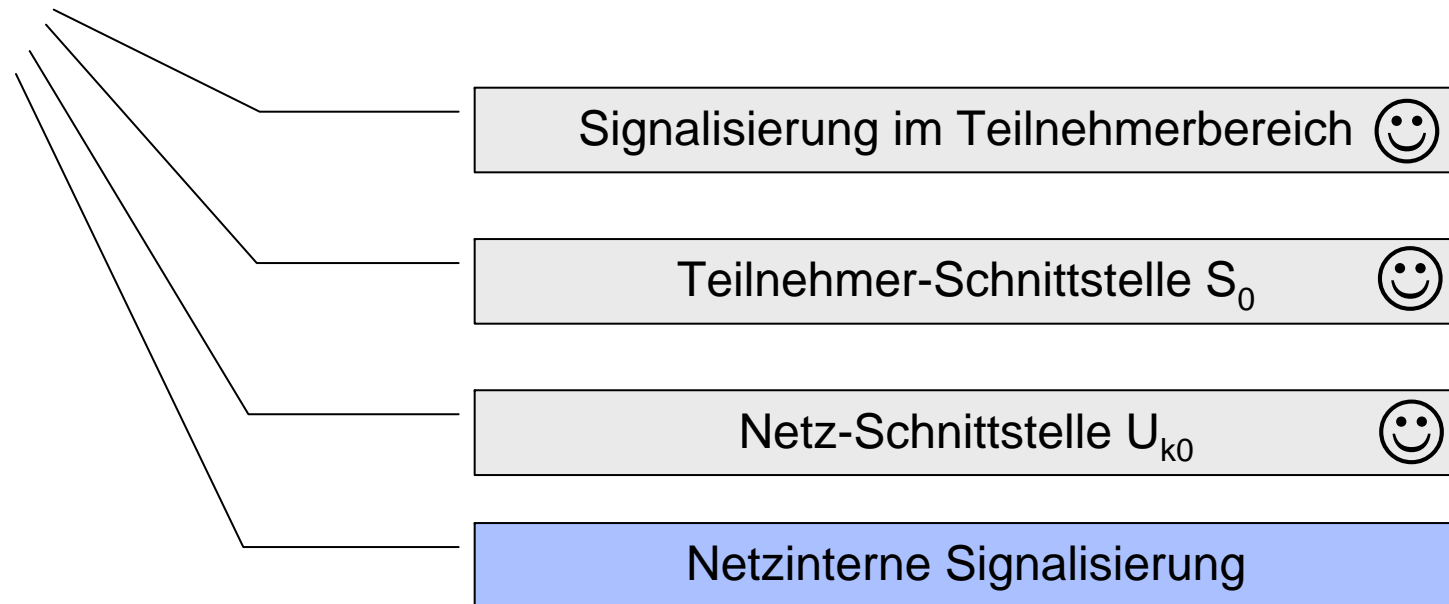 Signalisierung im Teilnehmerbereich
Teilnehmer-Schnittstelle S₀
Netz-Schnittstelle Uₖ₀
Netzinterne Signalisierung